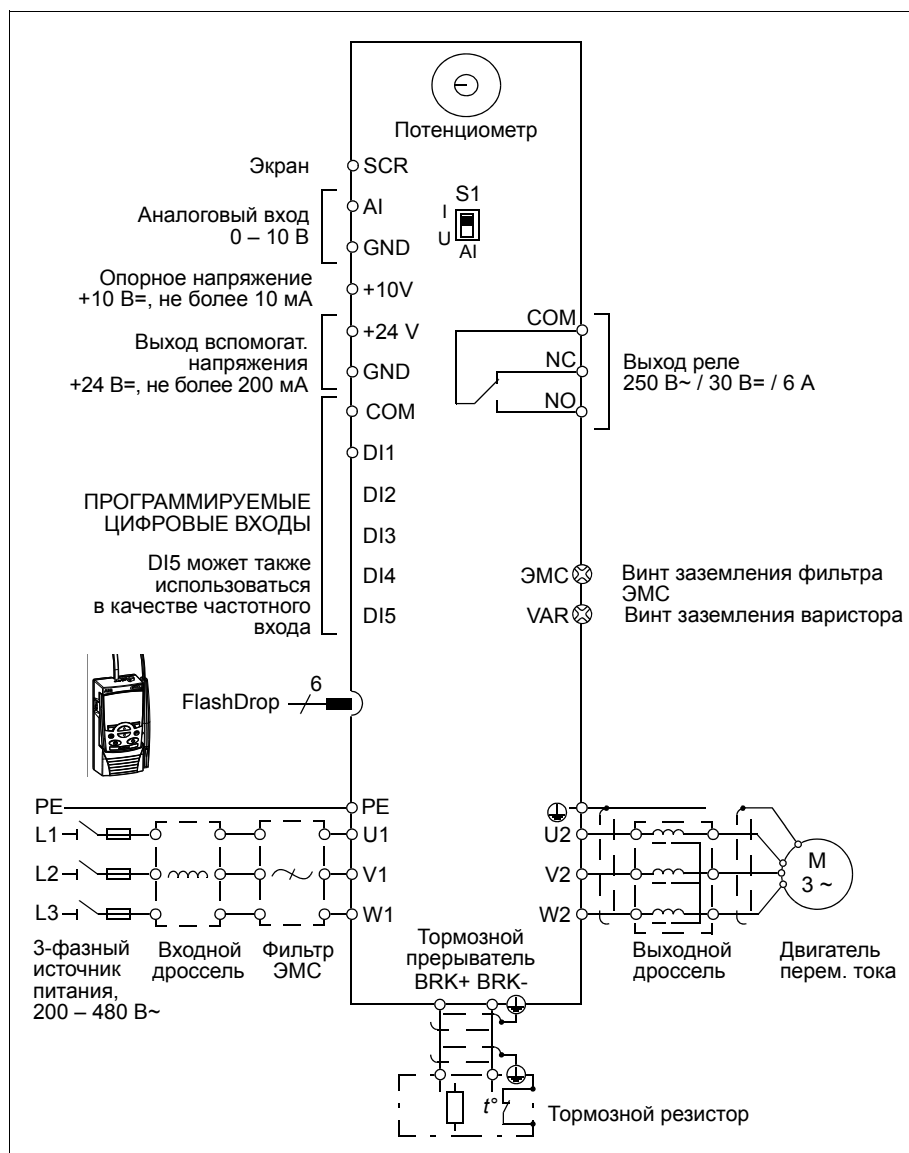 Потенциометр
Экран
SCR
Аналоговый вход
0 – 10 В
AI
GND
S1
I
U
AI
Опорное напряжение
+10 В=, не более 10 мА
+10V
Выход вспомогат.
напряжения
+24 В=, не более 200 мА
+24 V
GND
COM
NC
NO
Выход реле
250 В~ / 30 В= / 6 А
COM
DI1
DI2
DI3
DI4
DI5
ПРОГРАММИРУЕМЫЕ
ЦИФРОВЫЕ ВХОДЫ
DI5 может также
использоваться
в качестве частотного
входа
ЭМС
Винт заземления фильтра
ЭМС
VAR
Винт заземления варистора
FlashDrop
6
PE
PE
L1
U1
U2
L2
V1
V2
L3
W1
W2
M
3 ~
3-фазный
источник
питания,
200 – 480 В~
Входной
дроссель
Фильтр
ЭМС
Тормозной
прерыватель
BRK+ BRK-
Выходной
дроссель
Двигатель
перем. тока
t°
Тормозной резистор